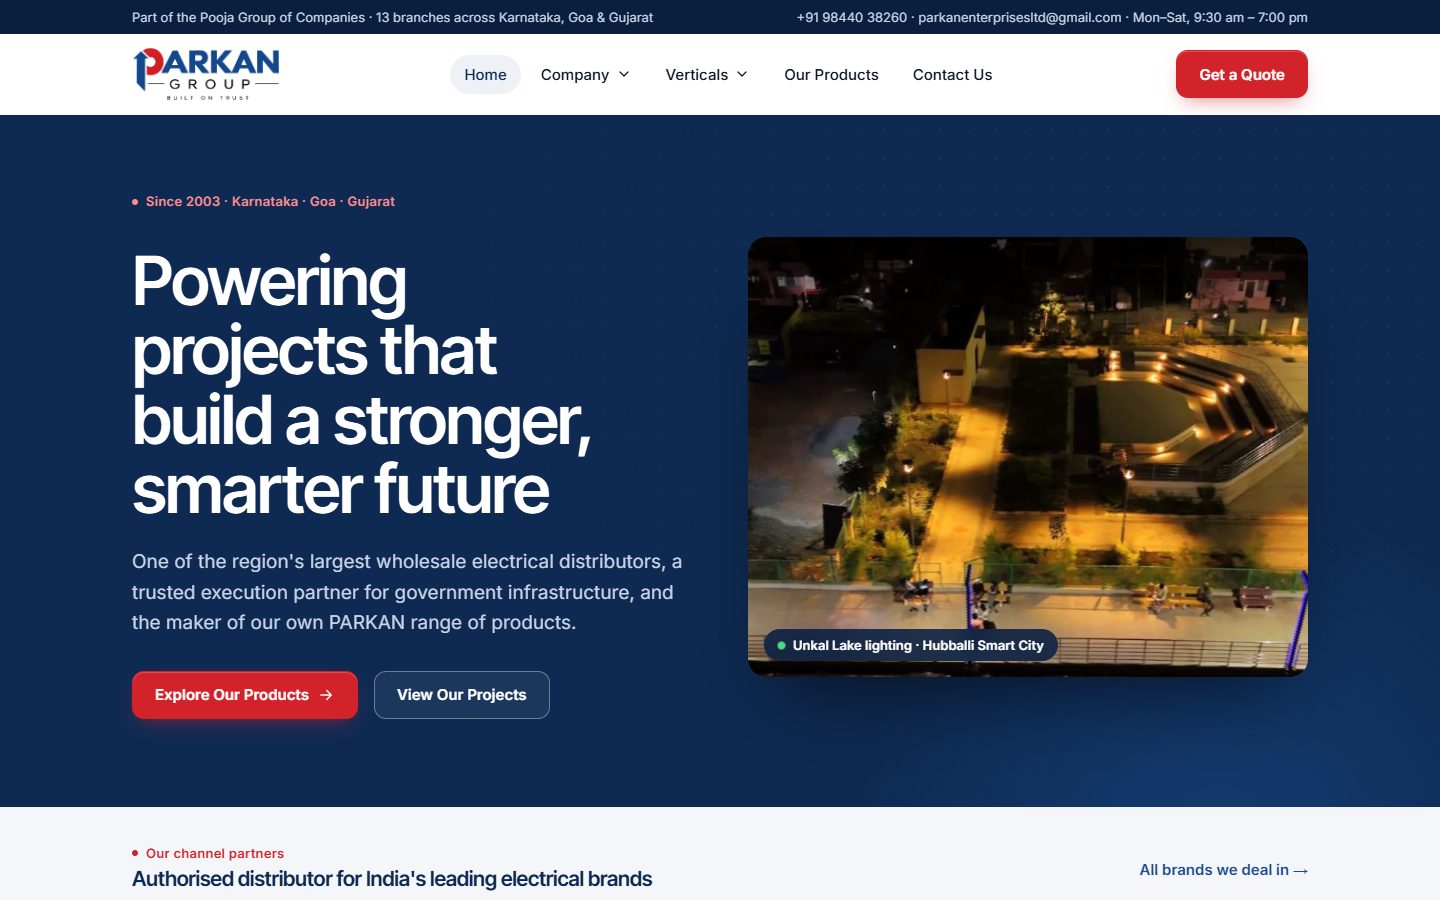 Part of the Pooja Group of Companies · 13 branches across Karnataka, Goa & Gujarat
+91 98440 38260 · parkanenterprisesltd@gmail.com · Mon–Sat, 9:30 am – 7:00 pm
PARKAN
GROUP
BUILT ON TRUST
Home
Company
Verticals
Our Products
Contact Us
Get a Quote
Since 2003 · Karnataka · Goa · Gujarat
Powering
projects that
build a stronger,
smarter future
One of the region's largest wholesale electrical distributors, a
trusted execution partner for government infrastructure, and
the maker of our own PARKAN range of products.
Explore Our Products →
View Our Projects
Unkal Lake lighting · Hubballi Smart City
Our channel partners
Authorised distributor for India's leading electrical brands
All brands we deal in →